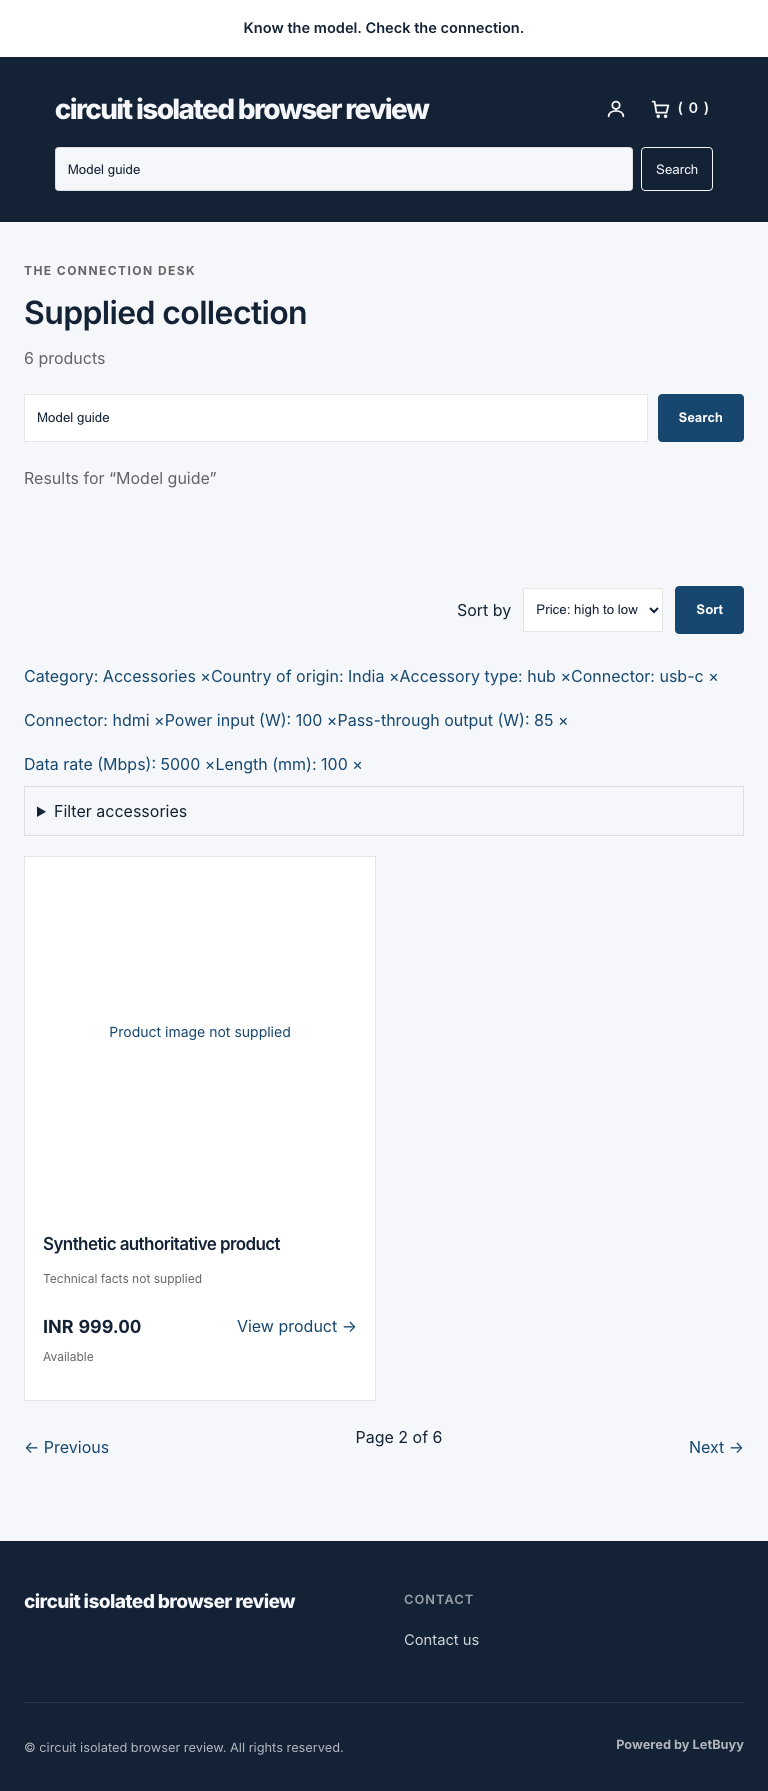 Know the model. Check the connection.
circuit isolated browser review
( 0 )
Model guide
Search
THE CONNECTION DESK
Supplied collection
6 products
Model guide
Search
Results for “Model guide”
Sort by
Price: high to low
Sort
Category: Accessories ×Country of origin: India ×Accessory type: hub ×Connector: usb-c ×
Connector: hdmi ×Power input (W): 100 ×Pass-through output (W): 85 ×
Data rate (Mbps): 5000 ×Length (mm): 100 ×
Filter accessories
Product image not supplied
Synthetic authoritative product
Technical facts not supplied
INR 999.00
View product →
Available
← Previous
Page 2 of 6
Next →
circuit isolated browser review
CONTACT
Contact us
© circuit isolated browser review. All rights reserved.
Powered by LetBuyy